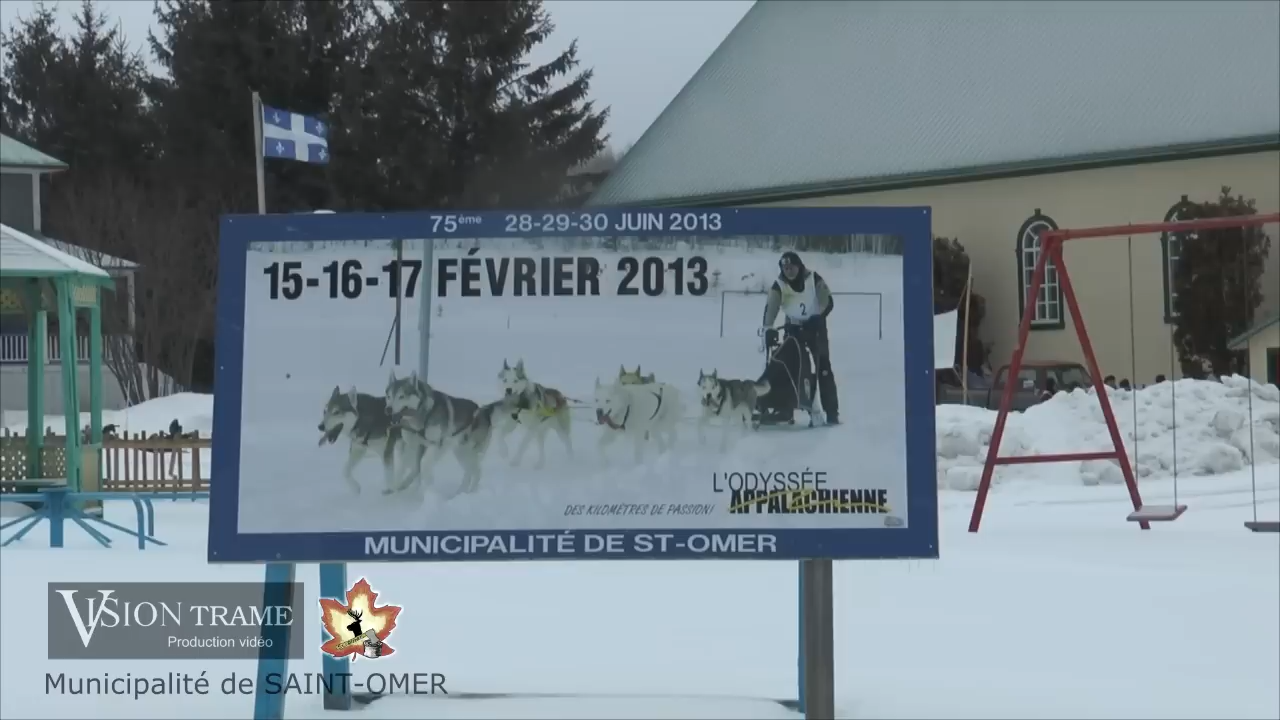 75ème 28-29-30 JUIN 2013
15-16-17 FÉVRIER 2013
2
L'ODYSSÉE
APPALACHIENNE
DES KILOMÈTRES DE PASSION!
MUNICIPALITÉ DE ST-OMER
VISION TRAME
Production vidéo
Municipalité de SAINT-OMER